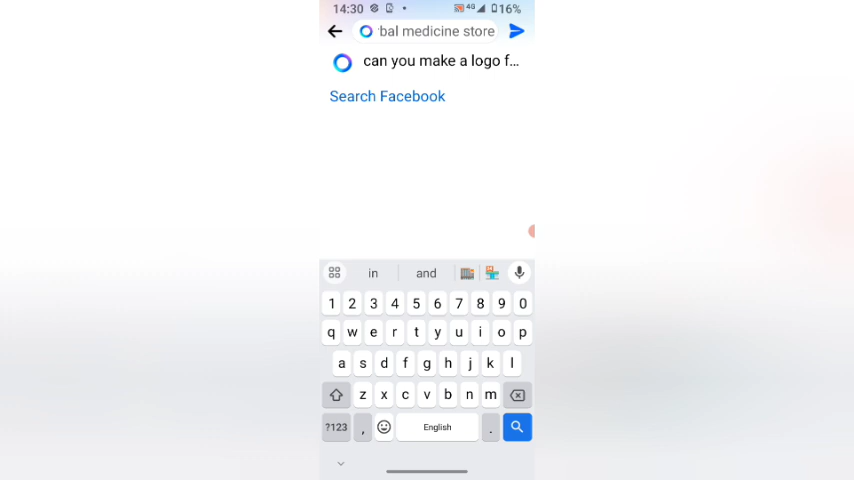 14:30 4G 16%
bal medicine store
can you make a logo f...
Search Facebook
in and
1 2 3 4 5 6 7 8 9 0
q w e r t y u i o p
a s d f g h j k l
z x c v b n m
?123 , English .